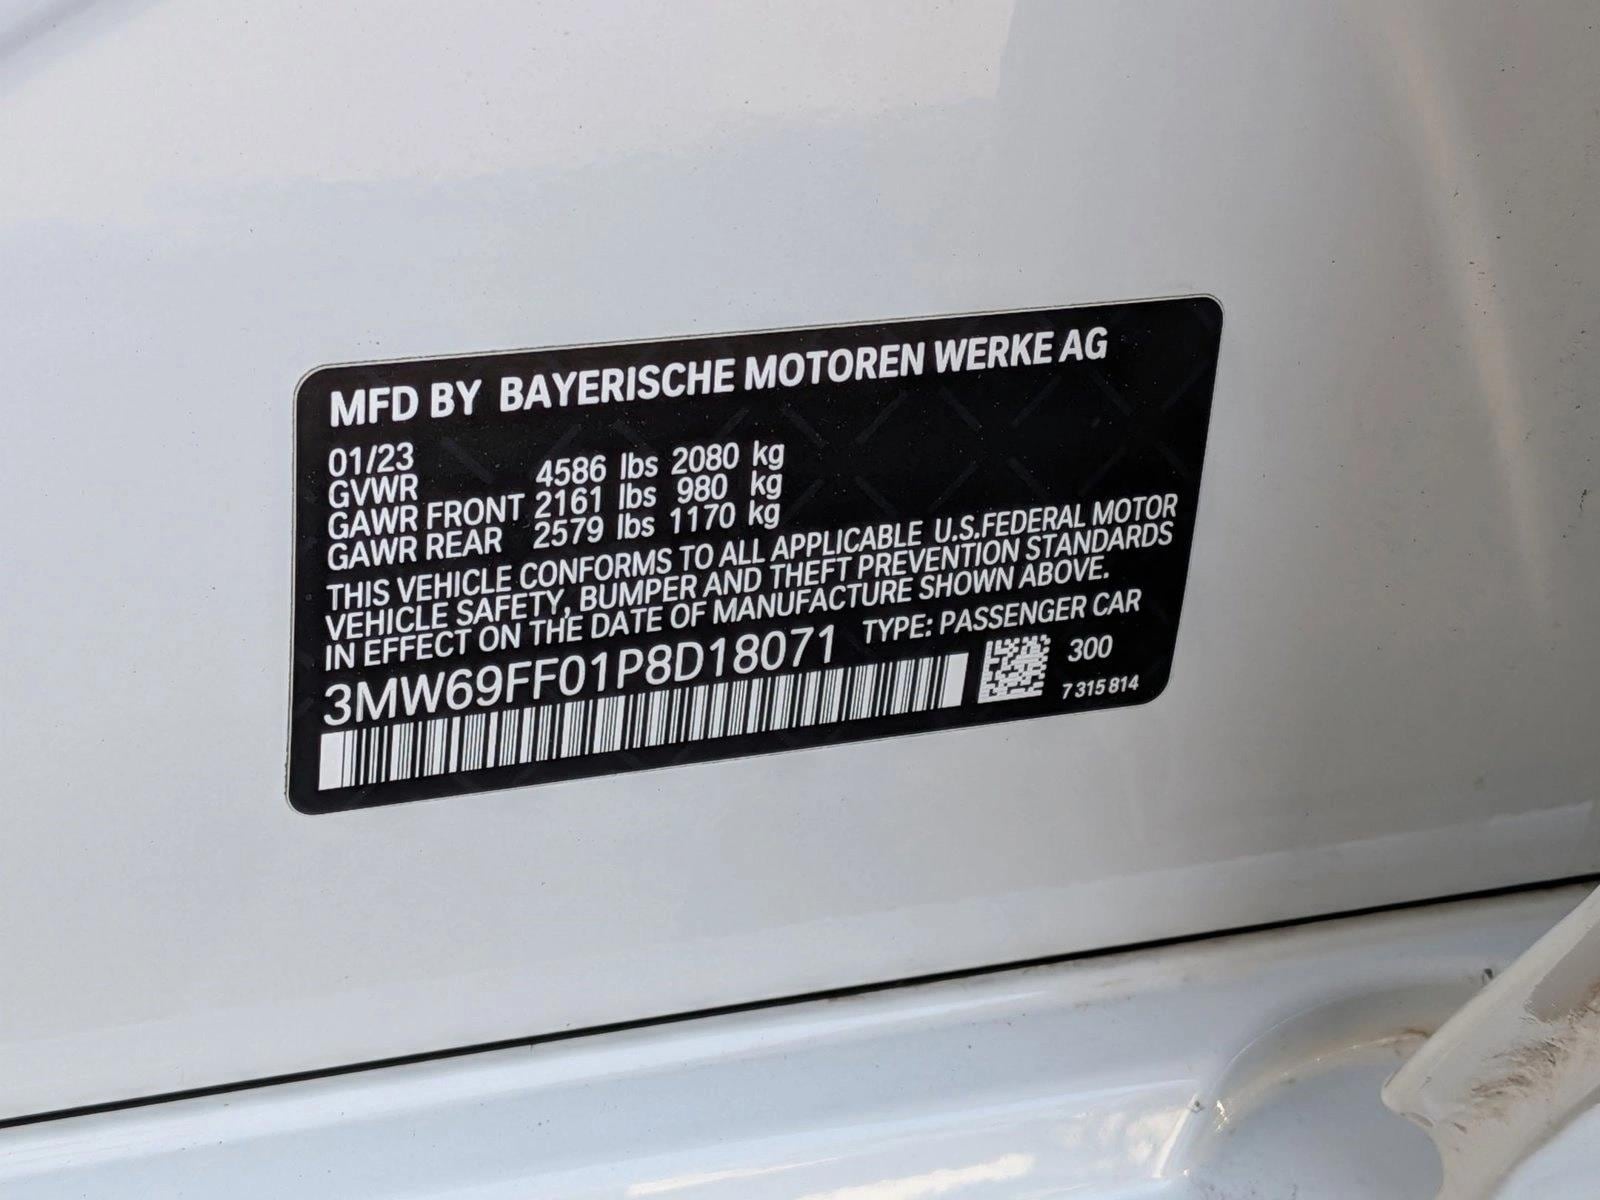 MFD BY BAYERISCHE MOTOREN WERKE AG
01/23
GVWR 4586 lbs 2080 kg
GAWR FRONT 2161 lbs 980 kg
GAWR REAR 2579 lbs 1170 kg
THIS VEHICLE CONFORMS TO ALL APPLICABLE U.S.FEDERAL MOTOR
VEHICLE SAFETY, BUMPER AND THEFT PREVENTION STANDARDS
IN EFFECT ON THE DATE OF MANUFACTURE SHOWN ABOVE.
3MW69FF01P8D18071 TYPE: PASSENGER CAR
300
7 315 814